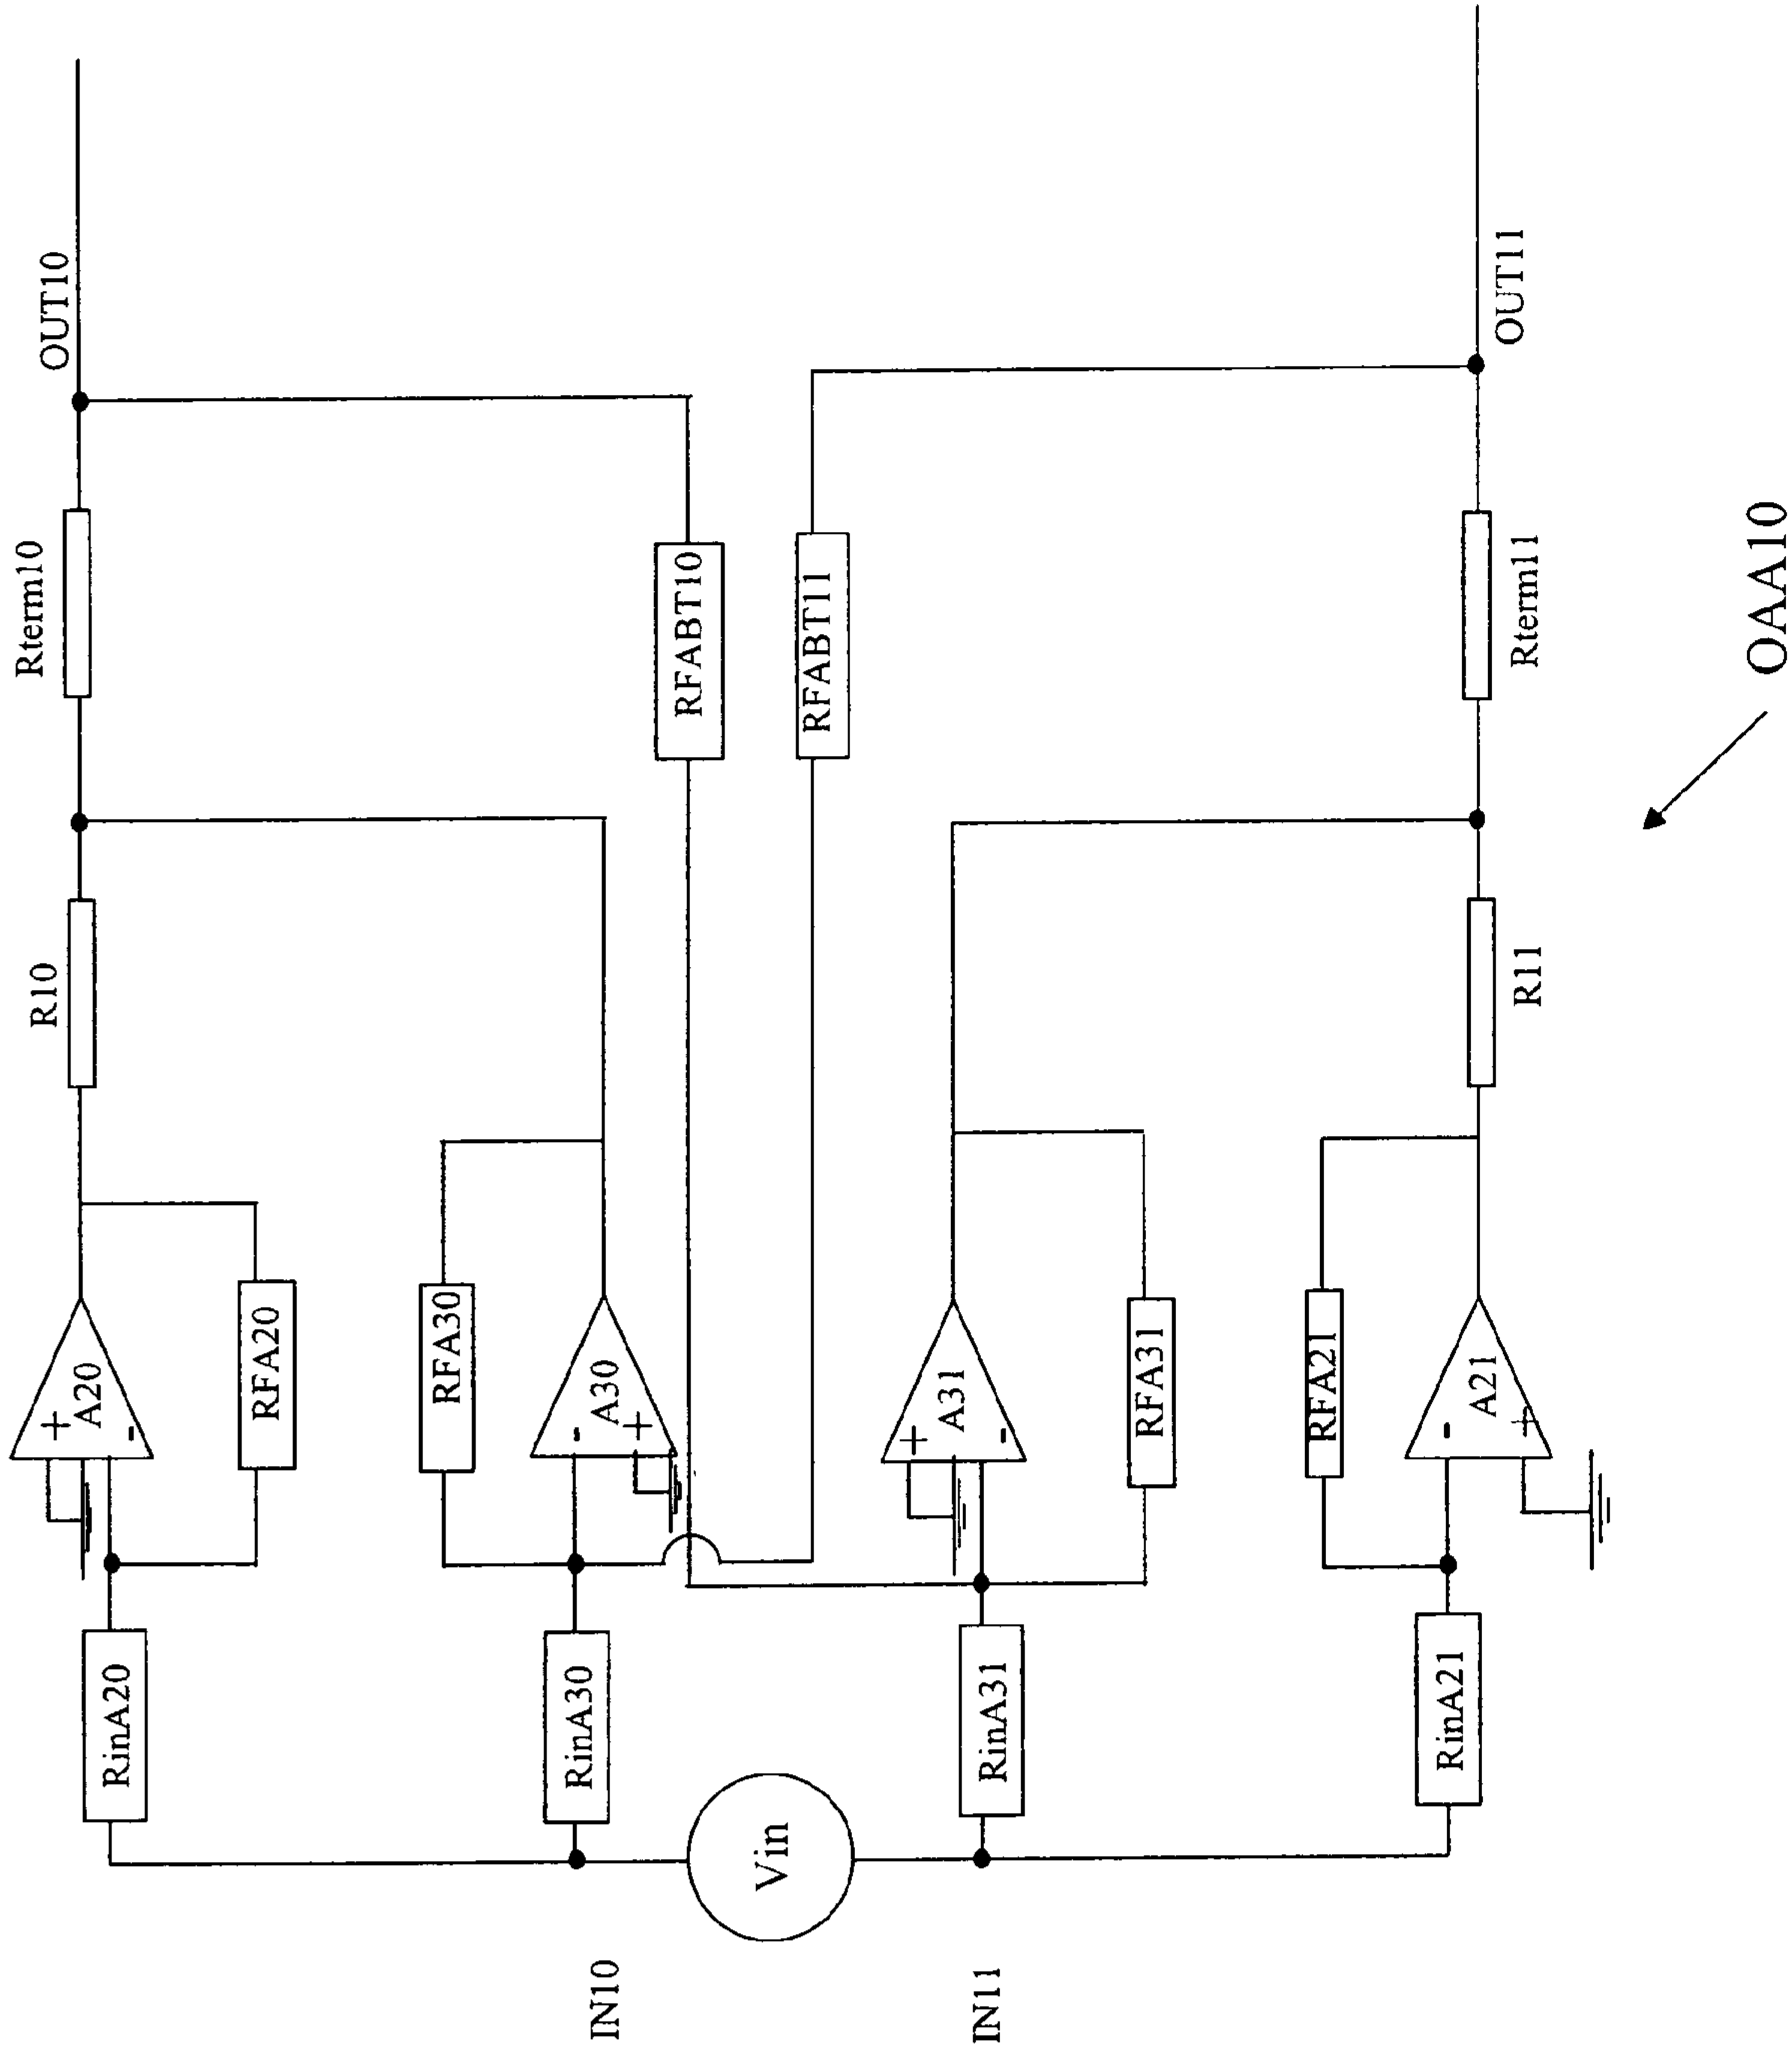 OUT10
OUT11
Rterm10
RFABT10
RFABT11
Rterm11
OAA10
R10
R11
+
A20
-
RFA20
RFA30
-
A30
+
+
A31
-
RFA31
RFA21
-
A21
+
RinA20
RinA30
RinA31
RinA21
Vin
IN10
IN11